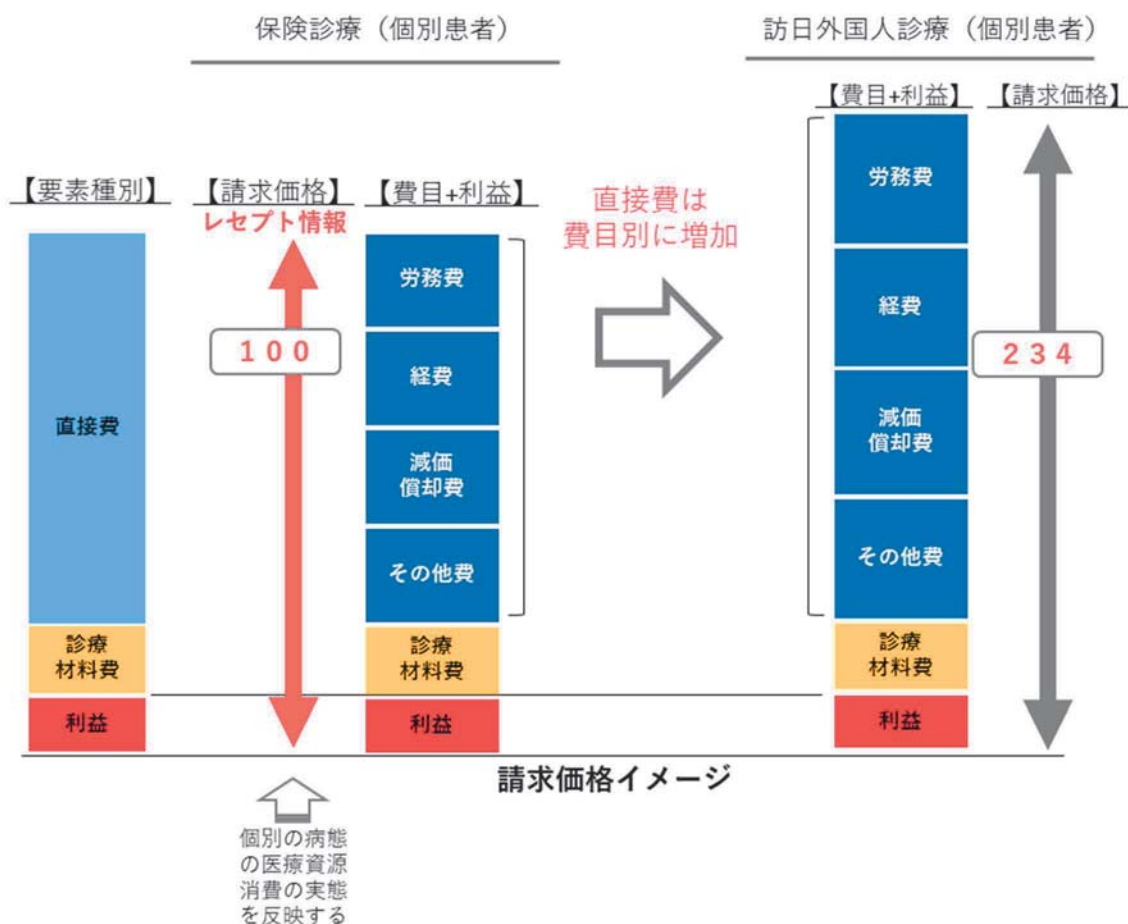 保険診療（個別患者）
訪日外国人診療（個別患者）
【要素種別】
【請求価格】
レセプト情報
【費目+利益】
直接費は
費目別に増加
【費目+利益】
【請求価格】
直接費
診療
材料費
利益
100
労務費
経費
減価
償却費
その他費
診療
材料費
利益
労務費
経費
減価
償却費
その他費
診療
材料費
利益
234
請求価格イメージ
個別の病態
の医療資源
消費の実態
を反映する